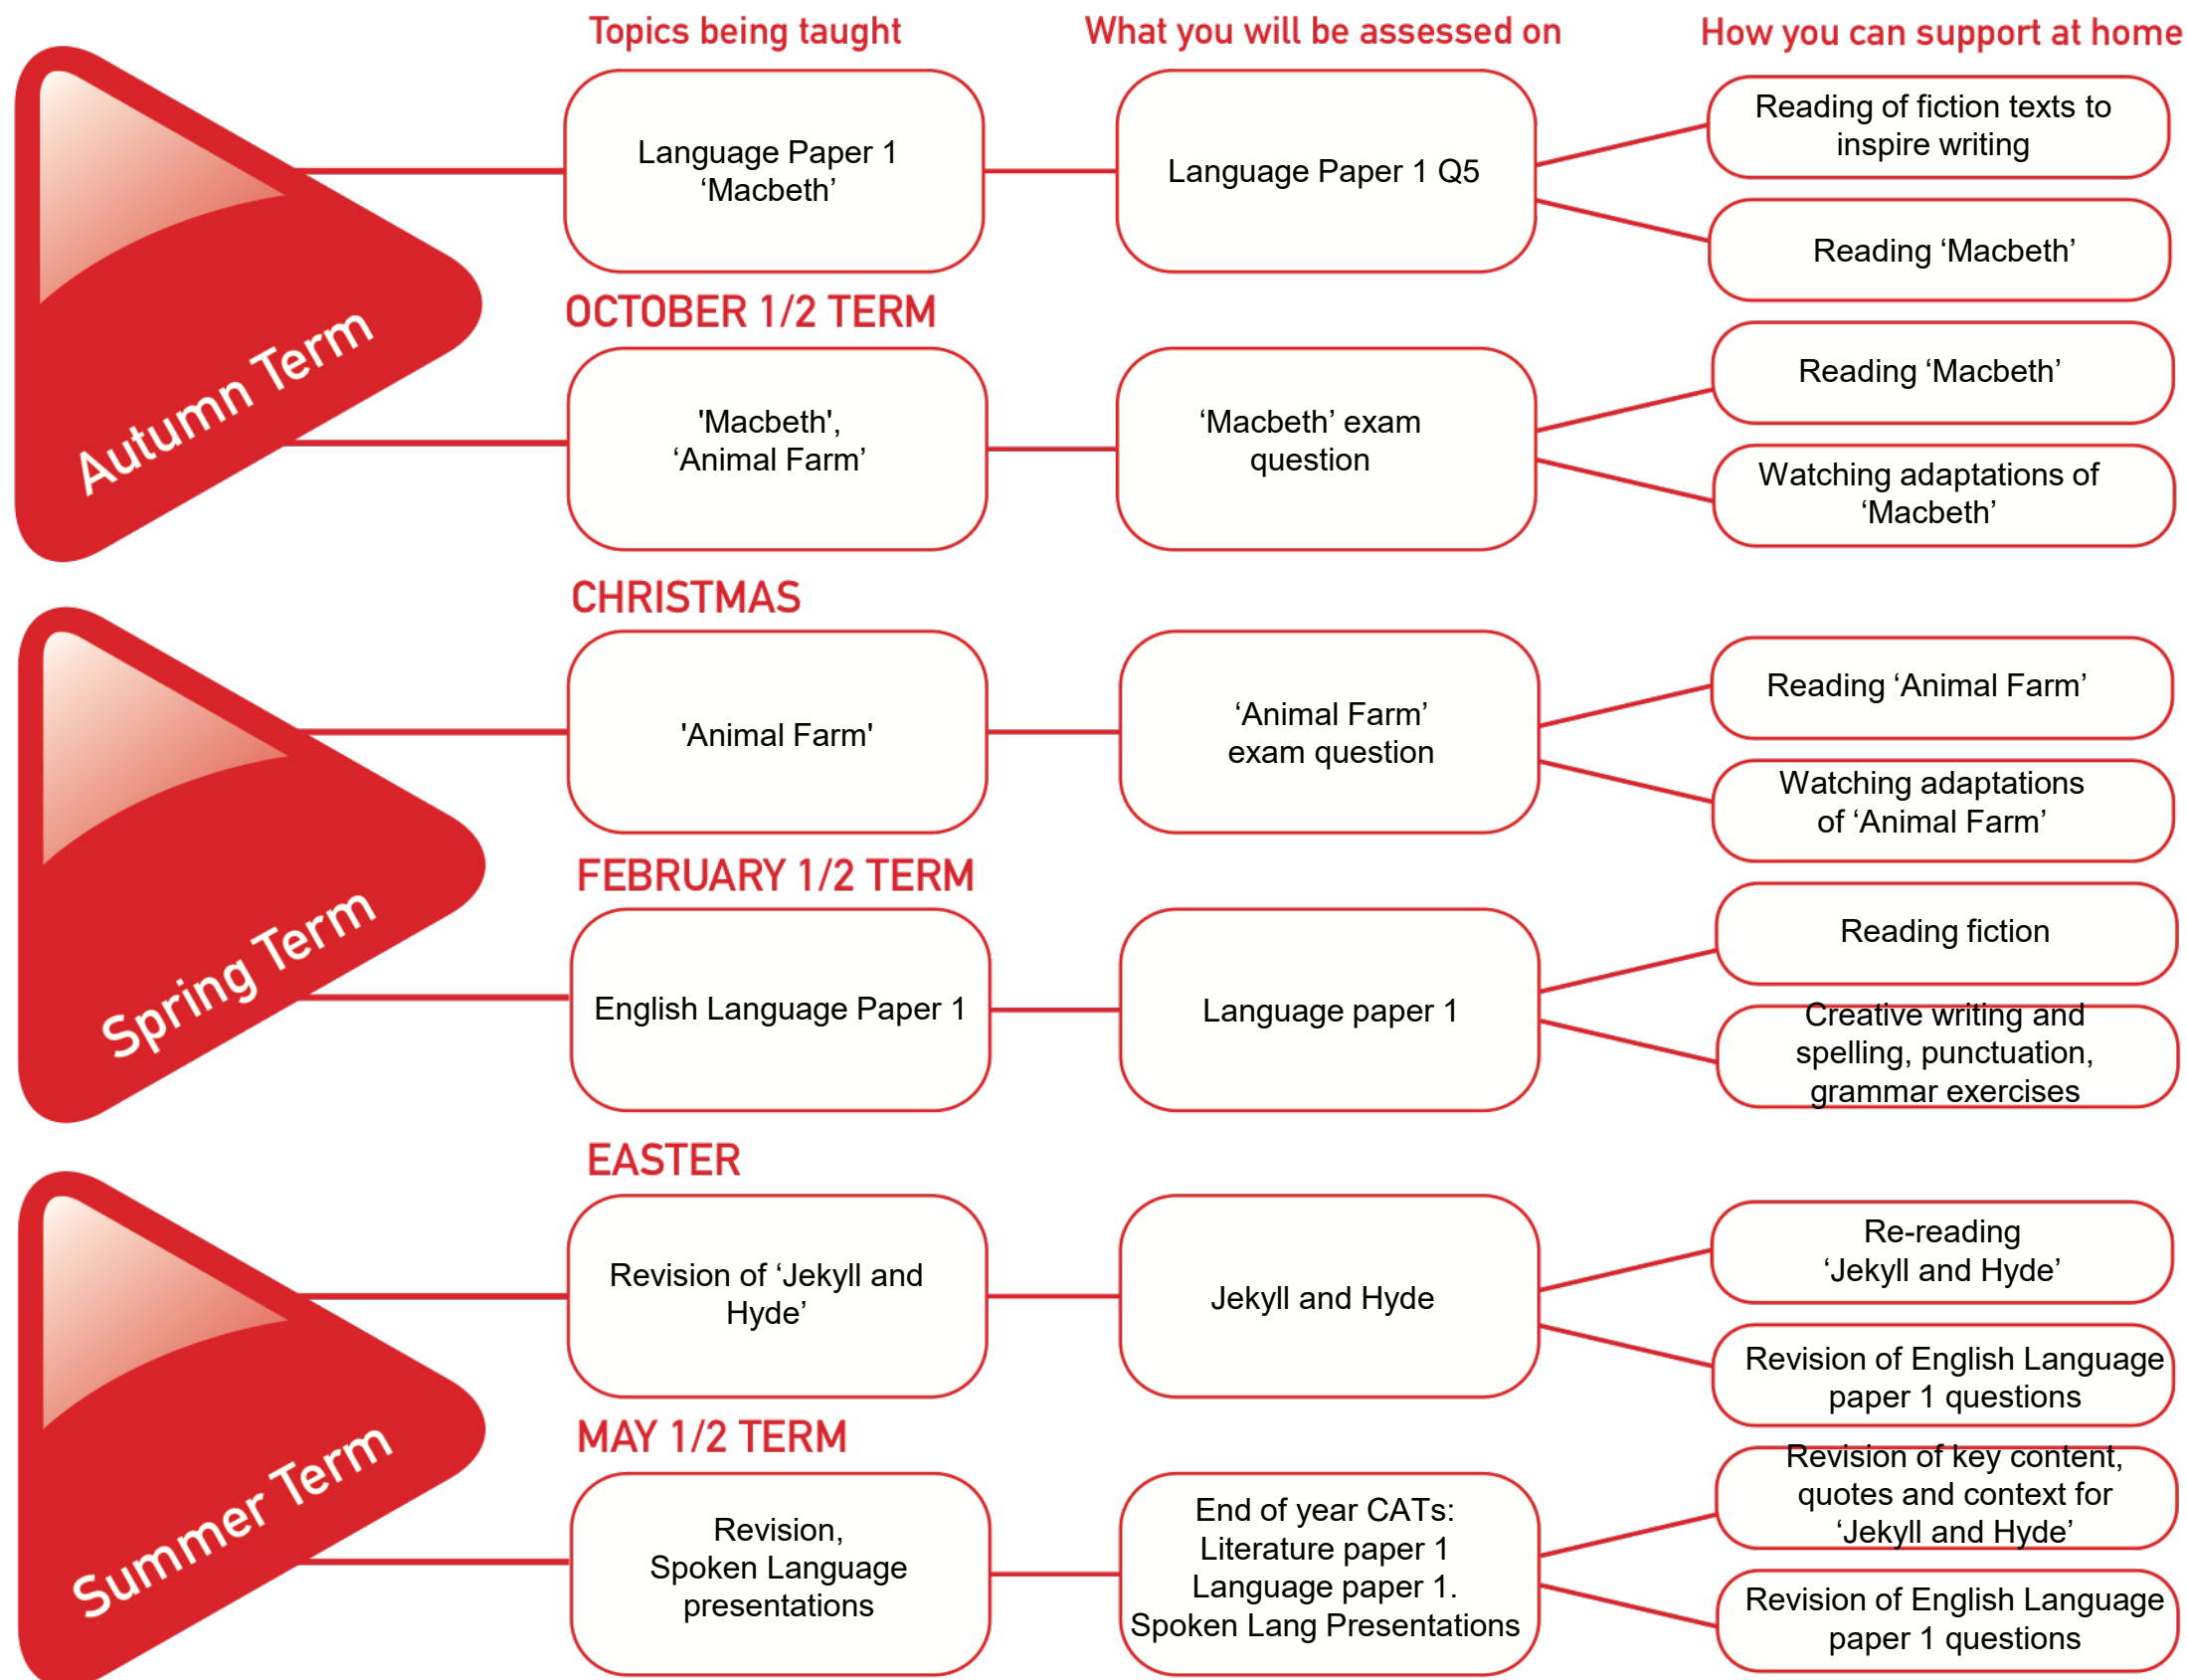 Topics being taught
What you will be assessed on
How you can support at home
Autumn Term
Language Paper 1
‘Macbeth’
Language Paper 1 Q5
Reading of fiction texts to
inspire writing
Reading ‘Macbeth’
OCTOBER 1/2 TERM
'Macbeth',
‘Animal Farm’
‘Macbeth’ exam
question
Reading ‘Macbeth’
Watching adaptations of
‘Macbeth’
CHRISTMAS
Spring Term
'Animal Farm'
‘Animal Farm’
exam question
Reading ‘Animal Farm’
Watching adaptations
of ‘Animal Farm’
FEBRUARY 1/2 TERM
English Language Paper 1
Language paper 1
Reading fiction
Creative writing and
spelling, punctuation,
grammar exercises
EASTER
Summer Term
Revision of ‘Jekyll and
Hyde’
Jekyll and Hyde
Re-reading
‘Jekyll and Hyde’
Revision of English Language
paper 1 questions
MAY 1/2 TERM
Revision,
Spoken Language
presentations
End of year CATs:
Literature paper 1
Language paper 1.
Spoken Lang Presentations
Revision of key content,
quotes and context for
‘Jekyll and Hyde’
Revision of English Language
paper 1 questions